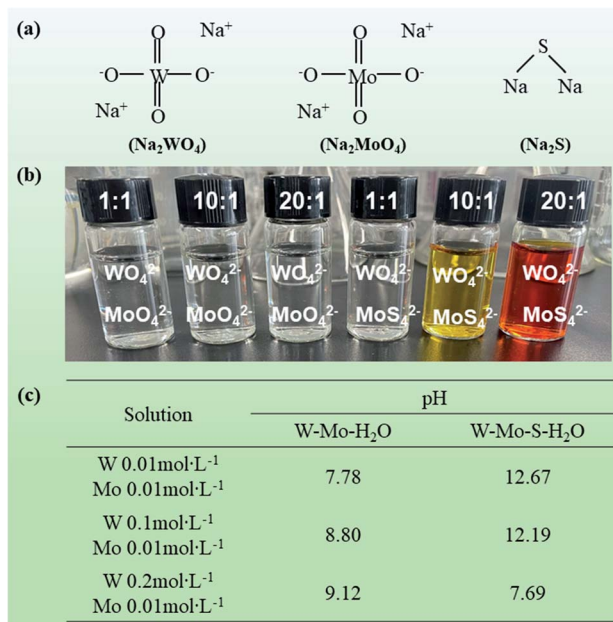 (a)
O Na⁺ O Na⁺ S
⁻O W O⁻ ⁻O Mo O⁻ Na Na
Na⁺ O Na⁺ O
(Na₂WO₄) (Na₂MoO₄) (Na₂S)
(b)
1:1 10:1 20:1 1:1 10:1 20:1
WO₄²⁻ WO₄²⁻ WO₄²⁻ WO₄²⁻ WO₄²⁻ WO₄²⁻
MoO₄²⁻ MoO₄²⁻ MoO₄²⁻ MoS₄²⁻ MoS₄²⁻ MoS₄²⁻
(c)
Solution pH
W-Mo-H₂O W-Mo-S-H₂O
W 0.01mol·L⁻¹
Mo 0.01mol·L⁻¹ 7.78 12.67
W 0.1mol·L⁻¹
Mo 0.01mol·L⁻¹ 8.80 12.19
W 0.2mol·L⁻¹
Mo 0.01mol·L⁻¹ 9.12 7.69